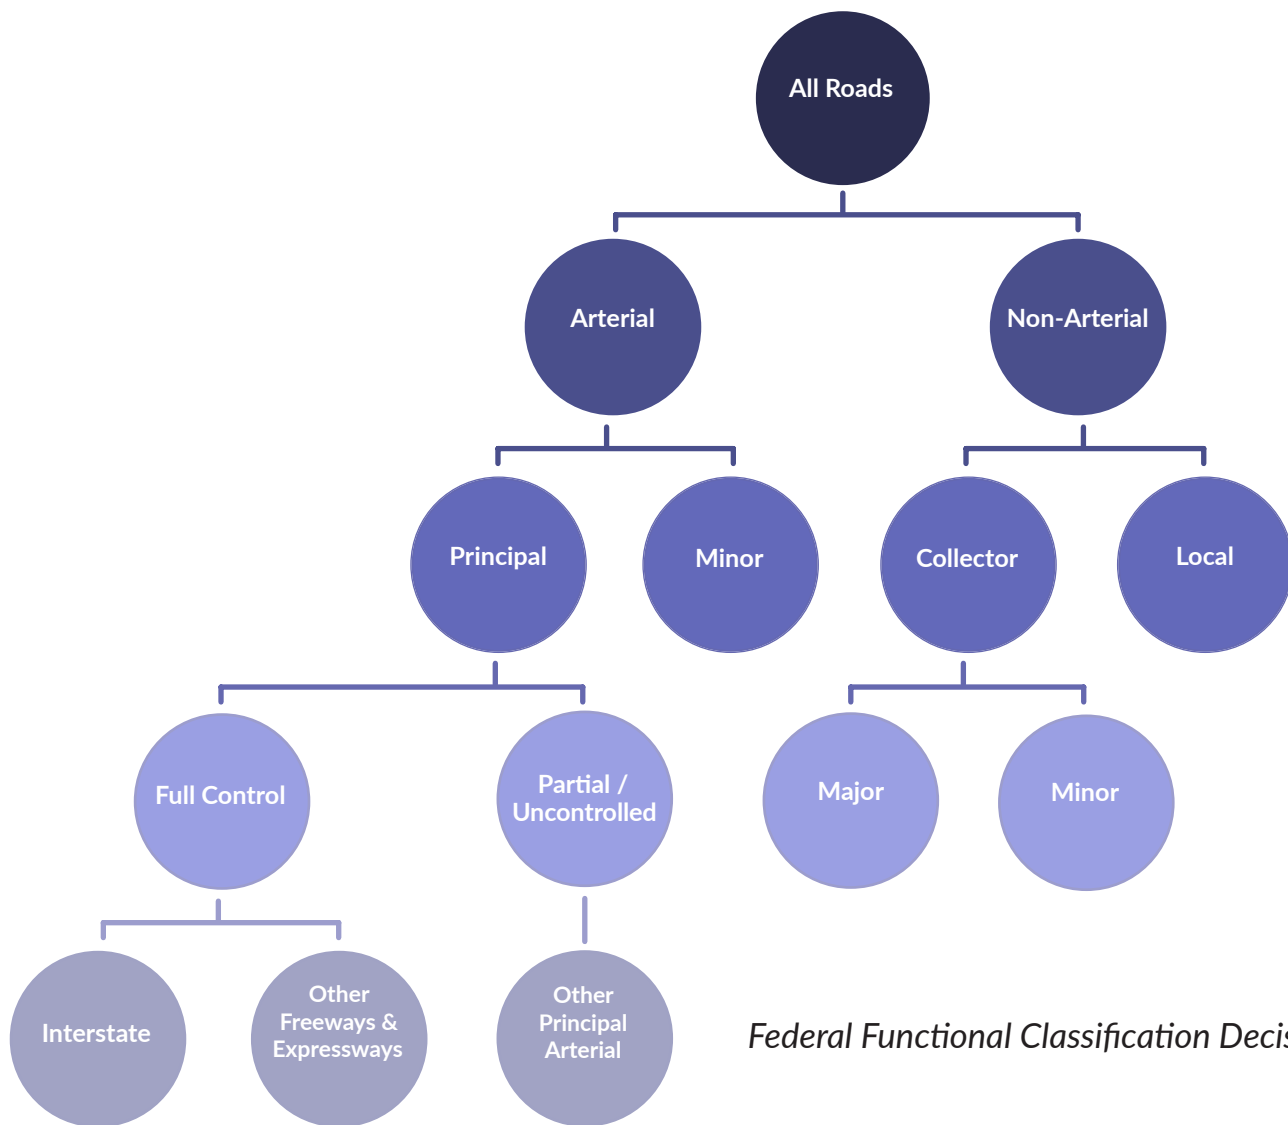 All Roads
Arterial
Non-Arterial
Principal
Minor
Collector
Local
Full Control
Partial /
Uncontrolled
Major
Minor
Interstate
Other
Freeways &
Expressways
Other
Principal
Arterial
Federal Functional Classification Decis